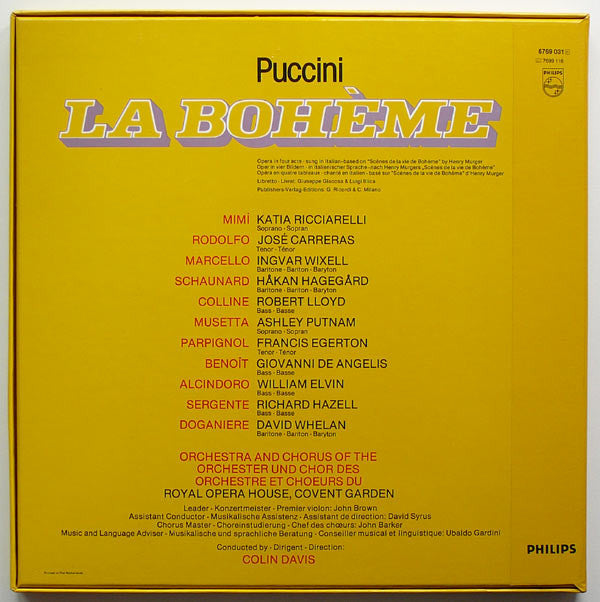 6769 031
7699 116
PHILIPS
Puccini
LA BOHÈME
Opera in four acts · sung in Italian · based on "Scènes de la vie de Bohème" by Henry Murger
Oper in vier Bildern · in italienischer Sprache · nach Henry Murgers „Scènes de la vie de Bohème“
Opéra en quatre tableaux · chanté en italien · basé sur "Scènes de la vie de Bohème" d'Henry Murger
Libretto · Livret: Giuseppe Giacosa & Luigi Illica
Publishers · Verlag · Editions: G. Ricordi & C. Milano
MIMÌ KATIA RICCIARELLI
Soprano · Sopran
RODOLFO JOSÉ CARRERAS
Tenor · Ténor
MARCELLO INGVAR WIXELL
Baritone · Bariton · Baryton
SCHAUNARD HÅKAN HAGEGÅRD
Baritone · Bariton · Baryton
COLLINE ROBERT LLOYD
Bass · Basse
MUSETTA ASHLEY PUTNAM
Soprano · Sopran
PARPIGNOL FRANCIS EGERTON
Tenor · Ténor
BENOÎT GIOVANNI DE ANGELIS
Bass · Basse
ALCINDORO WILLIAM ELVIN
Bass · Basse
SERGENTE RICHARD HAZELL
Bass · Basse
DOGANIERE DAVID WHELAN
Baritone · Bariton · Baryton
ORCHESTRA AND CHORUS OF THE
ORCHESTER UND CHOR DES
ORCHESTRE ET CHOEURS DU
ROYAL OPERA HOUSE, COVENT GARDEN
Leader · Konzertmeister · Premier violon: John Brown
Assistant Conductor · Musikalische Assistenz · Assistant de direction: David Syrus
Chorus Master · Choreinstudierung · Chef des chœurs: John Barker
Music and Language Adviser · Musikalische und sprachliche Beratung · Conseiller musical et linguistique: Ubaldo Gardini
Conducted by · Dirigent · Direction:
COLIN DAVIS
PHILIPS